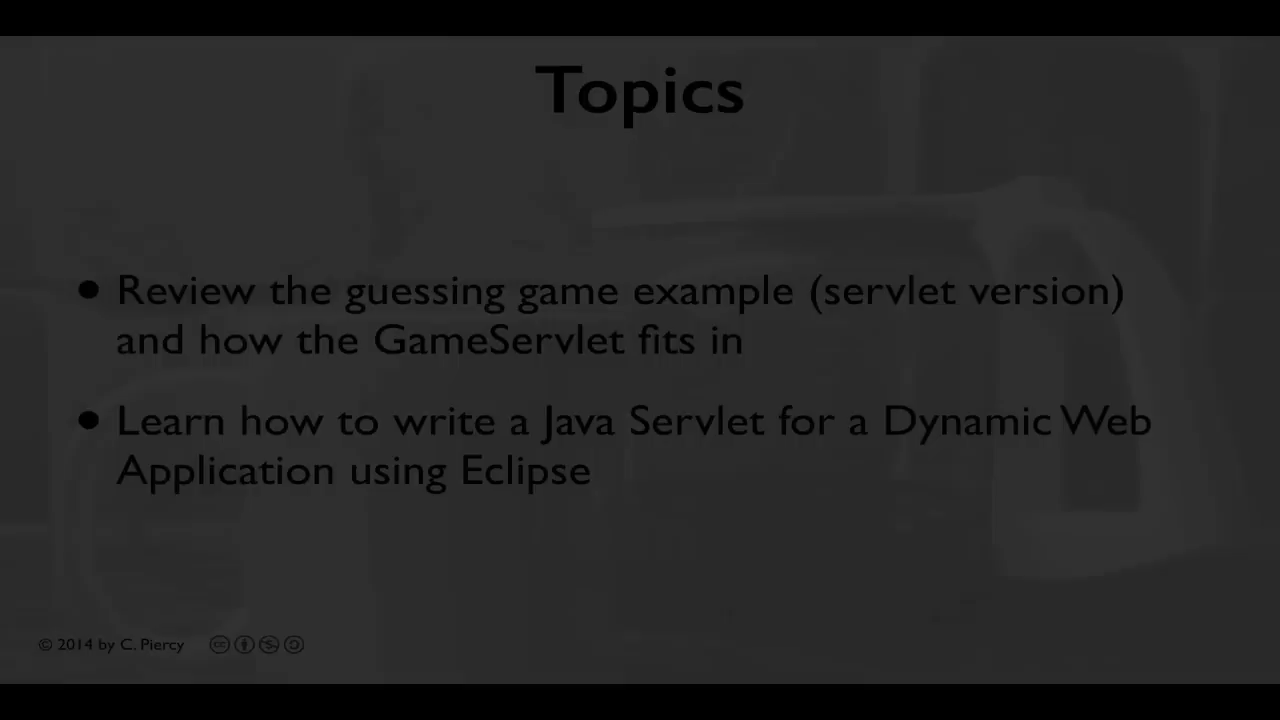 Topics
• Review the guessing game example (servlet version)
and how the GameServlet fits in
• Learn how to write a Java Servlet for a Dynamic Web
Application using Eclipse
© 2014 by C. Piercy